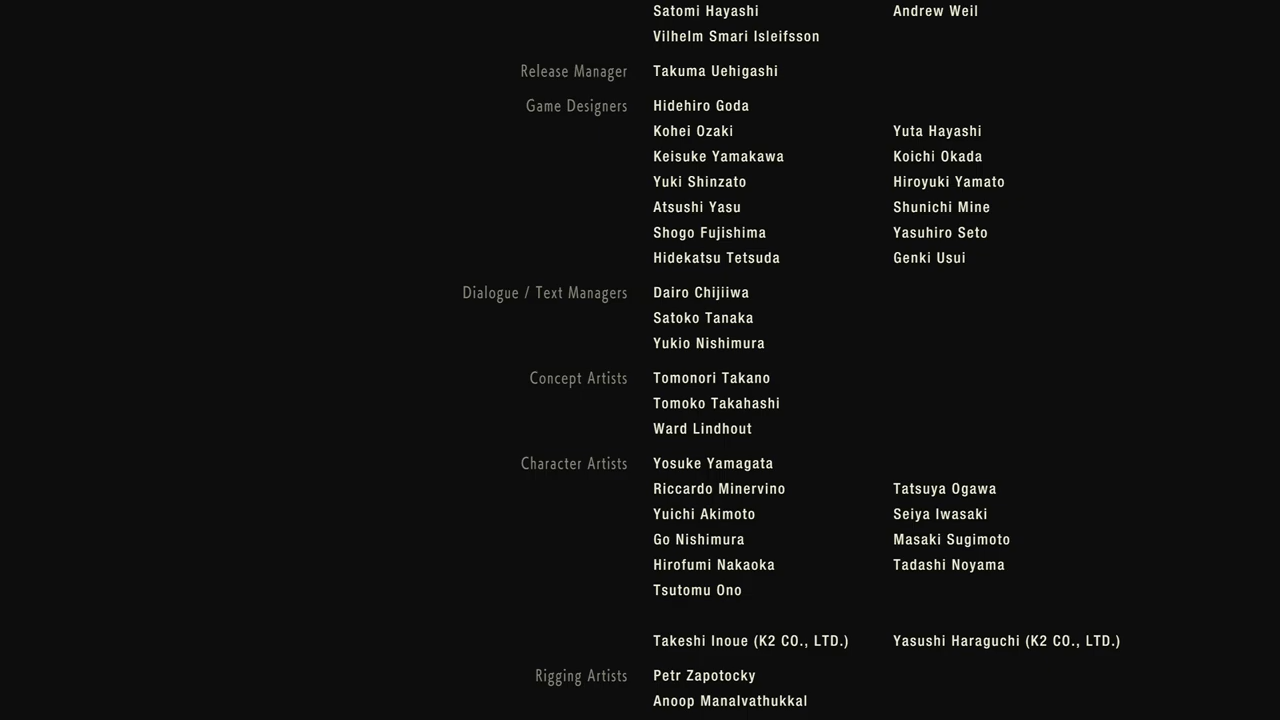 Satomi Hayashi Andrew Weil
Vilhelm Smari Isleifsson
Release Manager Takuma Uehigashi
Game Designers Hidehiro Goda
Kohei Ozaki Yuta Hayashi
Keisuke Yamakawa Koichi Okada
Yuki Shinzato Hiroyuki Yamato
Atsushi Yasu Shunichi Mine
Shogo Fujishima Yasuhiro Seto
Hidekatsu Tetsuda Genki Usui
Dialogue / Text Managers Dairo Chijiiwa
Satoko Tanaka
Yukio Nishimura
Concept Artists Tomonori Takano
Tomoko Takahashi
Ward Lindhout
Character Artists Yosuke Yamagata
Riccardo Minervino Tatsuya Ogawa
Yuichi Akimoto Seiya Iwasaki
Go Nishimura Masaki Sugimoto
Hirofumi Nakaoka Tadashi Noyama
Tsutomu Ono
Takeshi Inoue (K2 CO., LTD.) Yasushi Haraguchi (K2 CO., LTD.)
Rigging Artists Petr Zapotocky
Anoop Manalvathukkal